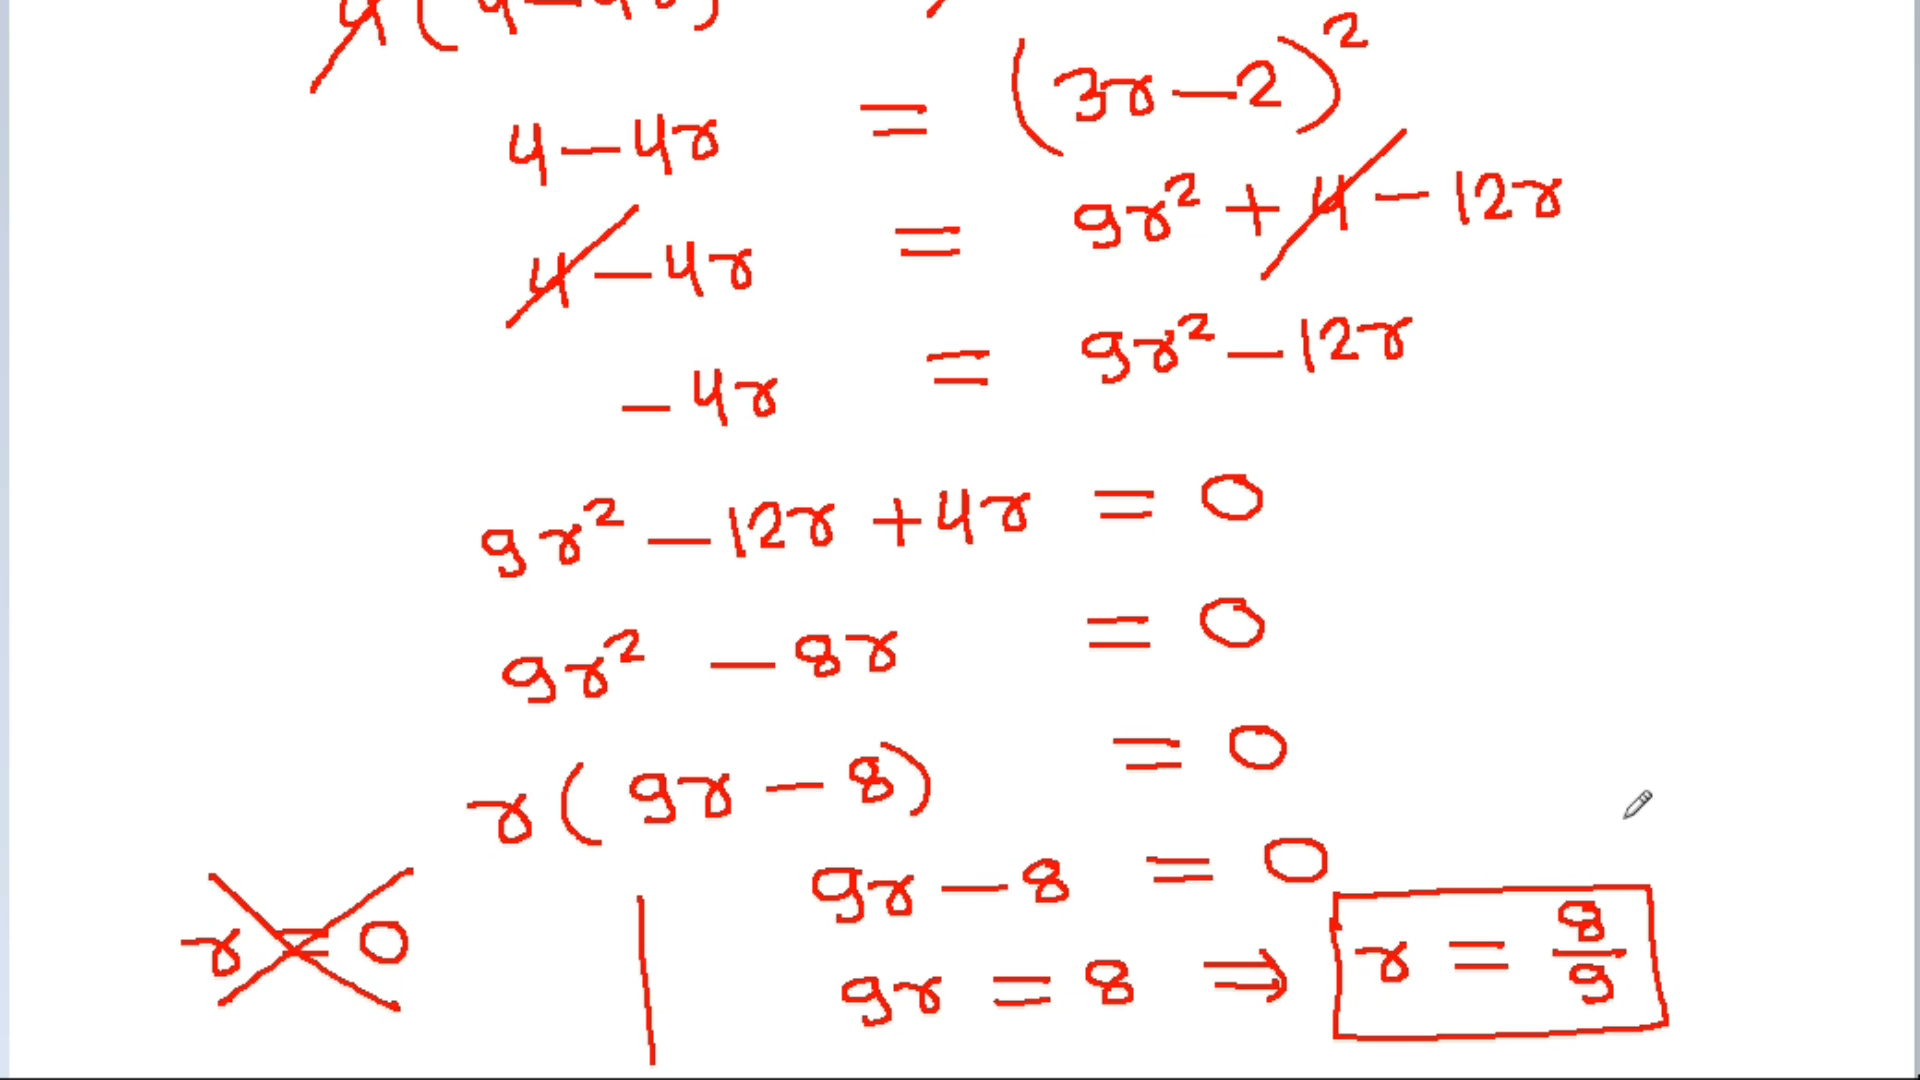 4 - 4r = (3r - 2)²
4 - 4r = 9r² + 4 - 12r
- 4r = 9r² - 12r
9r² - 12r + 4r = 0
9r² - 8r = 0
r(9r - 8) = 0
9r - 8 = 0
r = 0 | 9r = 8 ⇒ r = 8/9